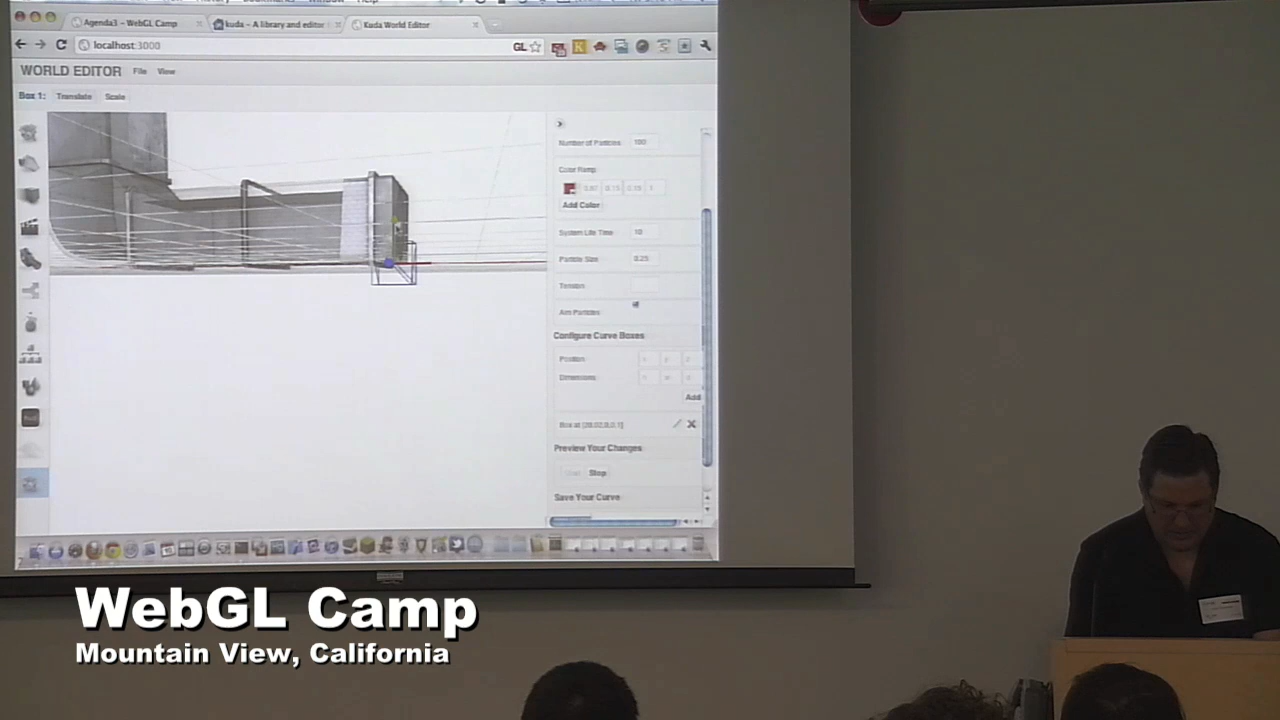 Agenda3 – WebGL Camp
kuda – A library and editor
Kuda World Editor
localhost:3000
GL
WORLD EDITOR File View
Box 1: Translate Scale
Number of Particles 100
Color Ramp
Add Color
System Life Time 10
Particle Size 0.25
Tension
Aim Particles
Configure Curve Boxes
Position x y z
Dimensions h w d
Add
Preview Your Changes
Start Stop
Save Your Curve
WebGL Camp
Mountain View, California